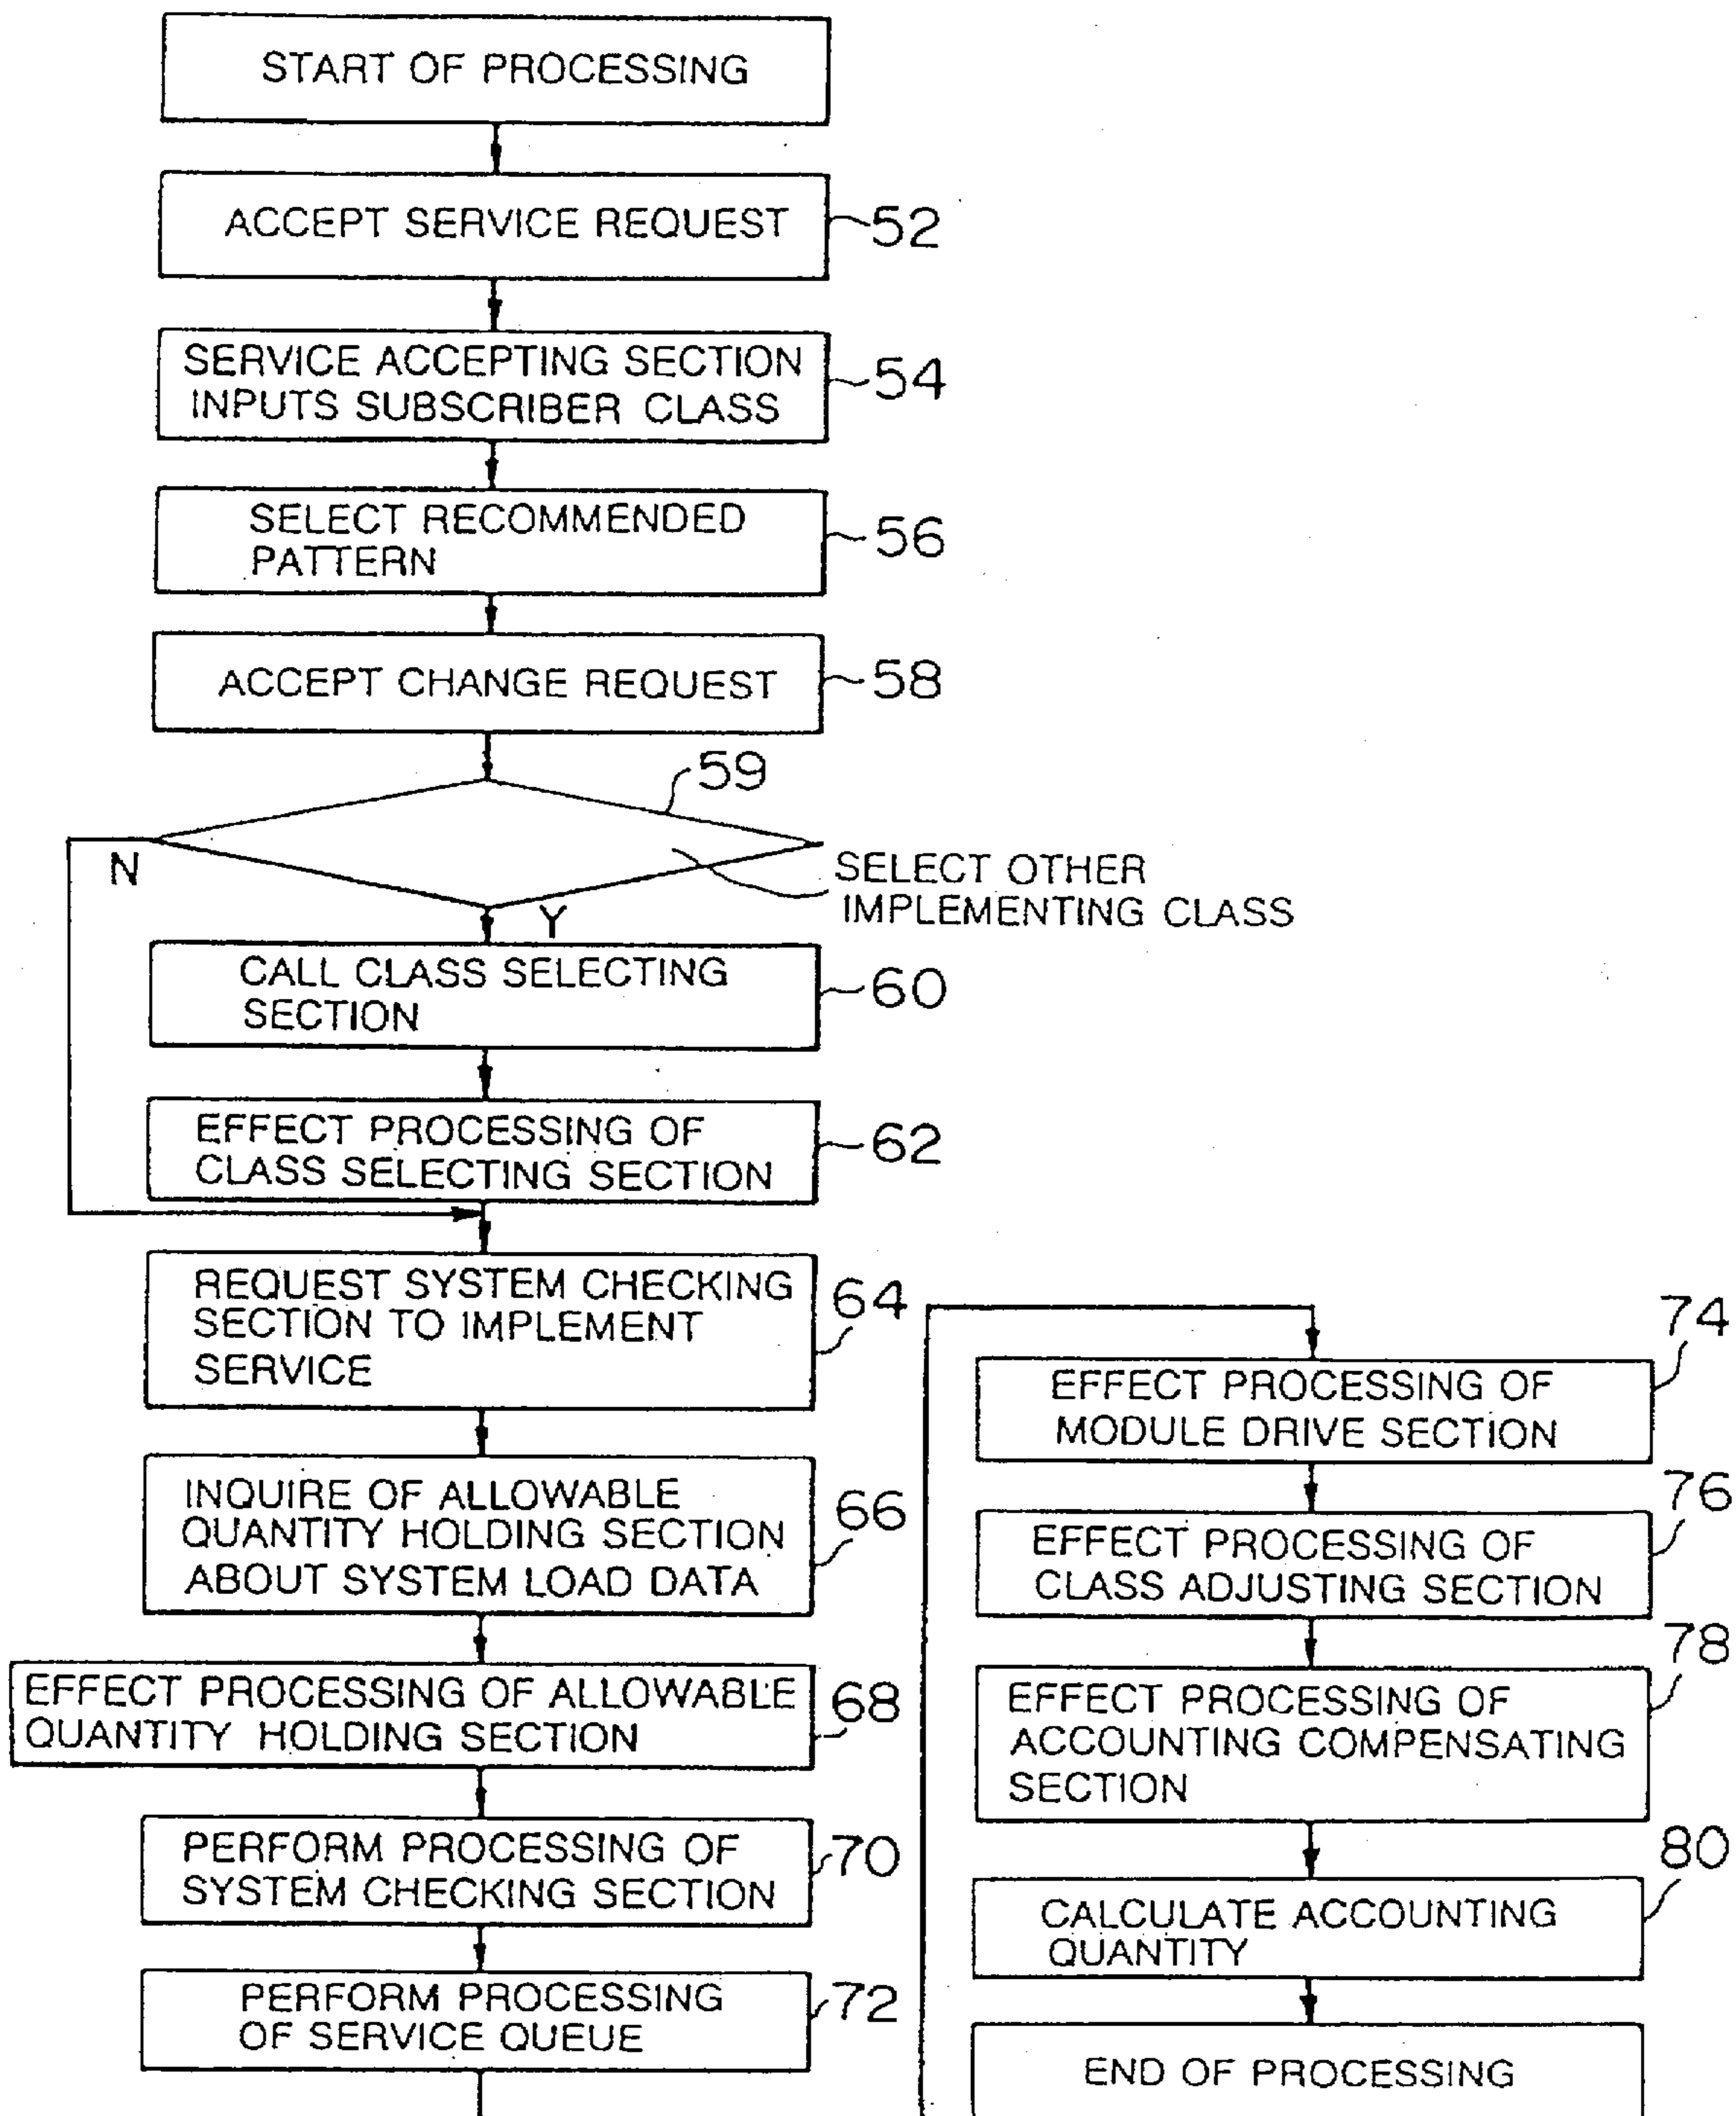 START OF PROCESSING
ACCEPT SERVICE REQUEST
52
SERVICE ACCEPTING SECTION
INPUTS SUBSCRIBER CLASS
54
SELECT RECOMMENDED
PATTERN
56
ACCEPT CHANGE REQUEST
58
59
N
SELECT OTHER
IMPLEMENTING CLASS
Y
CALL CLASS SELECTING
SECTION
60
EFFECT PROCESSING OF
CLASS SELECTING SECTION
62
REQUEST SYSTEM CHECKING
SECTION TO IMPLEMENT
SERVICE
64
INQUIRE OF ALLOWABLE
QUANTITY HOLDING SECTION
ABOUT SYSTEM LOAD DATA
66
EFFECT PROCESSING OF ALLOWABLE
QUANTITY HOLDING SECTION
68
PERFORM PROCESSING OF
SYSTEM CHECKING SECTION
70
PERFORM PROCESSING
OF SERVICE QUEUE
72
74
EFFECT PROCESSING OF
MODULE DRIVE SECTION
76
EFFECT PROCESSING OF
CLASS ADJUSTING SECTION
78
EFFECT PROCESSING OF
ACCOUNTING COMPENSATING
SECTION
80
CALCULATE ACCOUNTING
QUANTITY
END OF PROCESSING